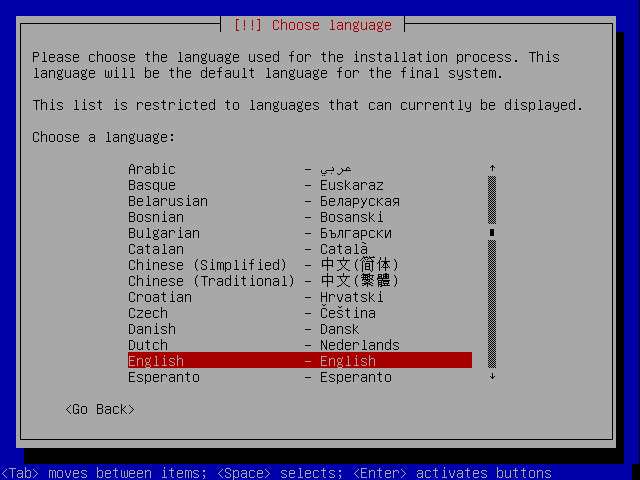 [!!] Choose language
Please choose the language used for the installation process. This
language will be the default language for the final system.
This list is restricted to languages that can currently be displayed.
Choose a language:
Arabic - عربي
Basque - Euskaraz
Belarusian - Беларуская
Bosnian - Bosanski
Bulgarian - Български
Catalan - Català
Chinese (Simplified) - 中文(简体)
Chinese (Traditional) - 中文(繁體)
Croatian - Hrvatski
Czech - Čeština
Danish - Dansk
Dutch - Nederlands
English - English
Esperanto - Esperanto
<Go Back>
<Tab> moves between items; <Space> selects; <Enter> activates buttons